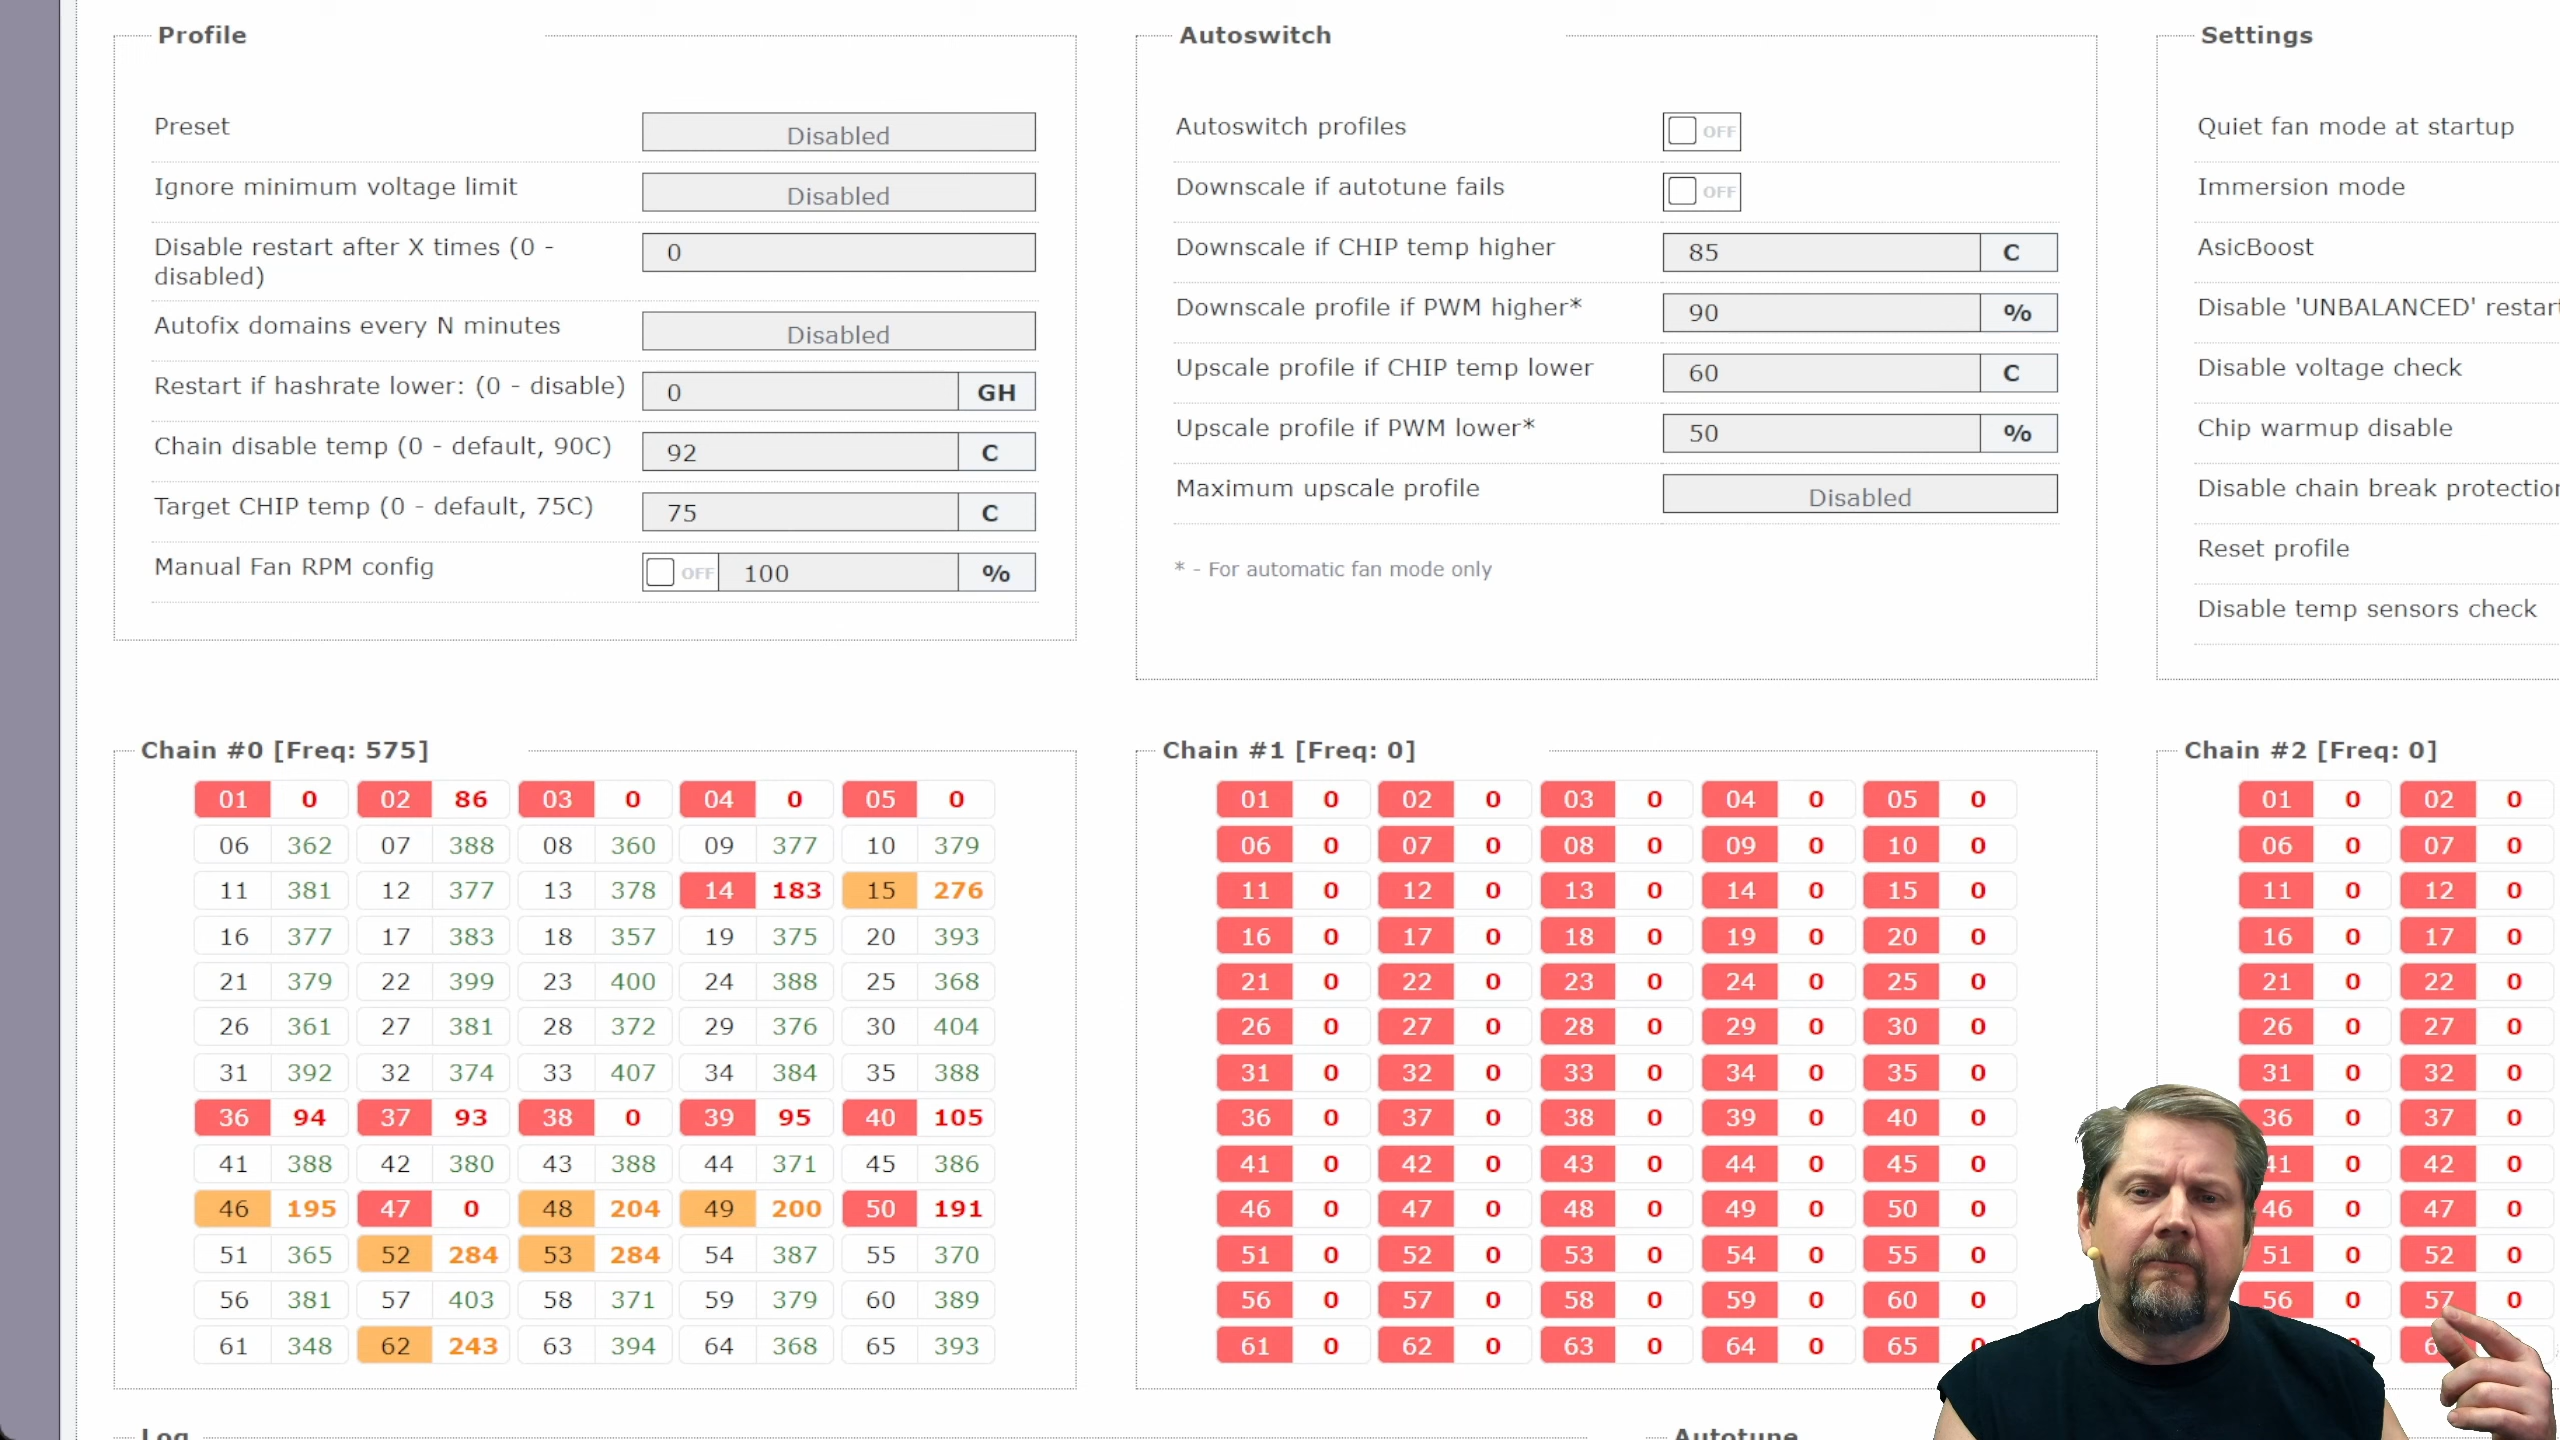 Profile
Preset Disabled
Ignore minimum voltage limit Disabled
Disable restart after X times (0 - 0
disabled)
Autofix domains every N minutes Disabled
Restart if hashrate lower: (0 - disable) 0 GH
Chain disable temp (0 - default, 90C) 92 C
Target CHIP temp (0 - default, 75C) 75 C
Manual Fan RPM config OFF 100 %
Autoswitch
Autoswitch profiles OFF
Downscale if autotune fails OFF
Downscale if CHIP temp higher 85 C
Downscale profile if PWM higher* 90 %
Upscale profile if CHIP temp lower 60 C
Upscale profile if PWM lower* 50 %
Maximum upscale profile Disabled
* - For automatic fan mode only
Settings
Quiet fan mode at startup
Immersion mode
AsicBoost
Disable 'UNBALANCED' restart
Disable voltage check
Chip warmup disable
Disable chain break protection
Reset profile
Disable temp sensors check
Chain #0 [Freq: 575]
01 0 02 86 03 0 04 0 05 0
06 362 07 388 08 360 09 377 10 379
11 381 12 377 13 378 14 183 15 276
16 377 17 383 18 357 19 375 20 393
21 379 22 399 23 400 24 388 25 368
26 361 27 381 28 372 29 376 30 404
31 392 32 374 33 407 34 384 35 388
36 94 37 93 38 0 39 95 40 105
41 388 42 380 43 388 44 371 45 386
46 195 47 0 48 204 49 200 50 191
51 365 52 284 53 284 54 387 55 370
56 381 57 403 58 371 59 379 60 389
61 348 62 243 63 394 64 368 65 393
Chain #1 [Freq: 0]
01 0 02 0 03 0 04 0 05 0
06 0 07 0 08 0 09 0 10 0
11 0 12 0 13 0 14 0 15 0
16 0 17 0 18 0 19 0 20 0
21 0 22 0 23 0 24 0 25 0
26 0 27 0 28 0 29 0 30 0
31 0 32 0 33 0 34 0 35 0
36 0 37 0 38 0 39 0 40 0
41 0 42 0 43 0 44 0 45 0
46 0 47 0 48 0 49 0 50 0
51 0 52 0 53 0 54 0 55 0
56 0 57 0 58 0 59 0 60 0
61 0 62 0 63 0 64 0 65 0
Chain #2 [Freq: 0]
01 0 02 0
06 0 07 0
11 0 12 0
16 0 17 0
21 0 22 0
26 0 27 0
31 0 32 0
36 0 37 0
41 0 42 0
46 0 47 0
51 0 52 0
56 0 57 0
Log
Autotune